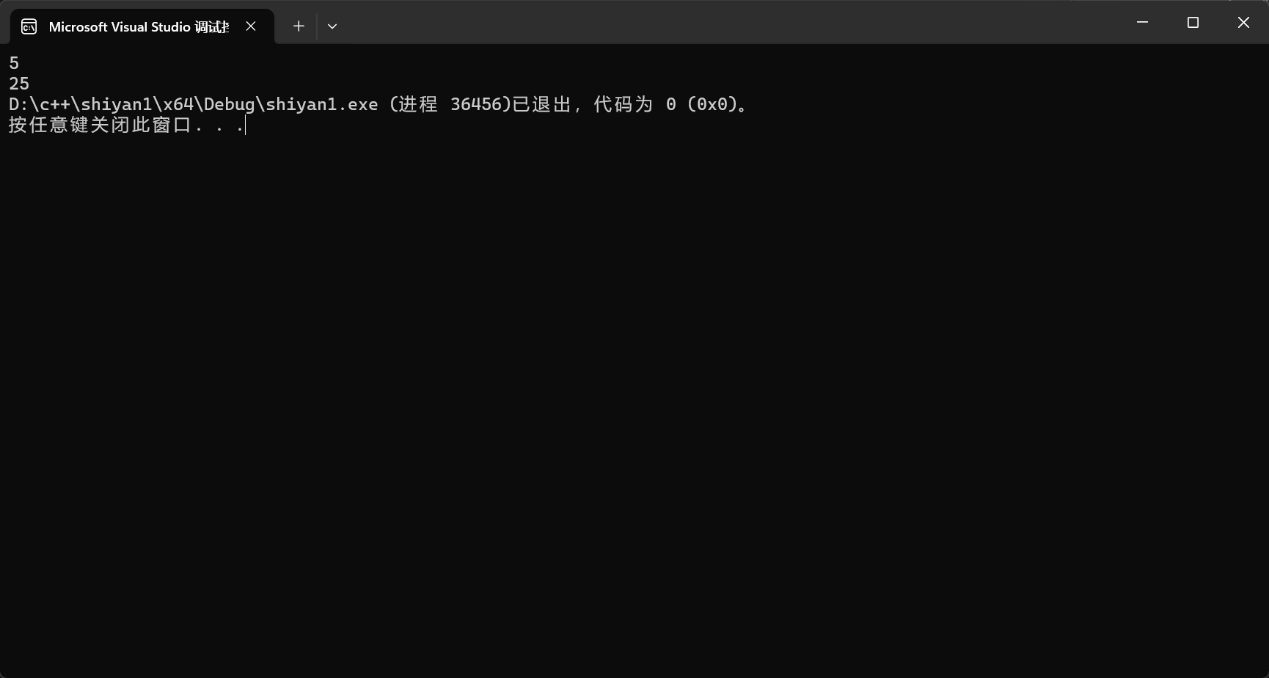 Microsoft Visual Studio 调试
5
25
D:\c++\shiyan1\x64\Debug\shiyan1.exe (进程 36456)已退出，代码为 0 (0x0)。
按任意键关闭此窗口. . .